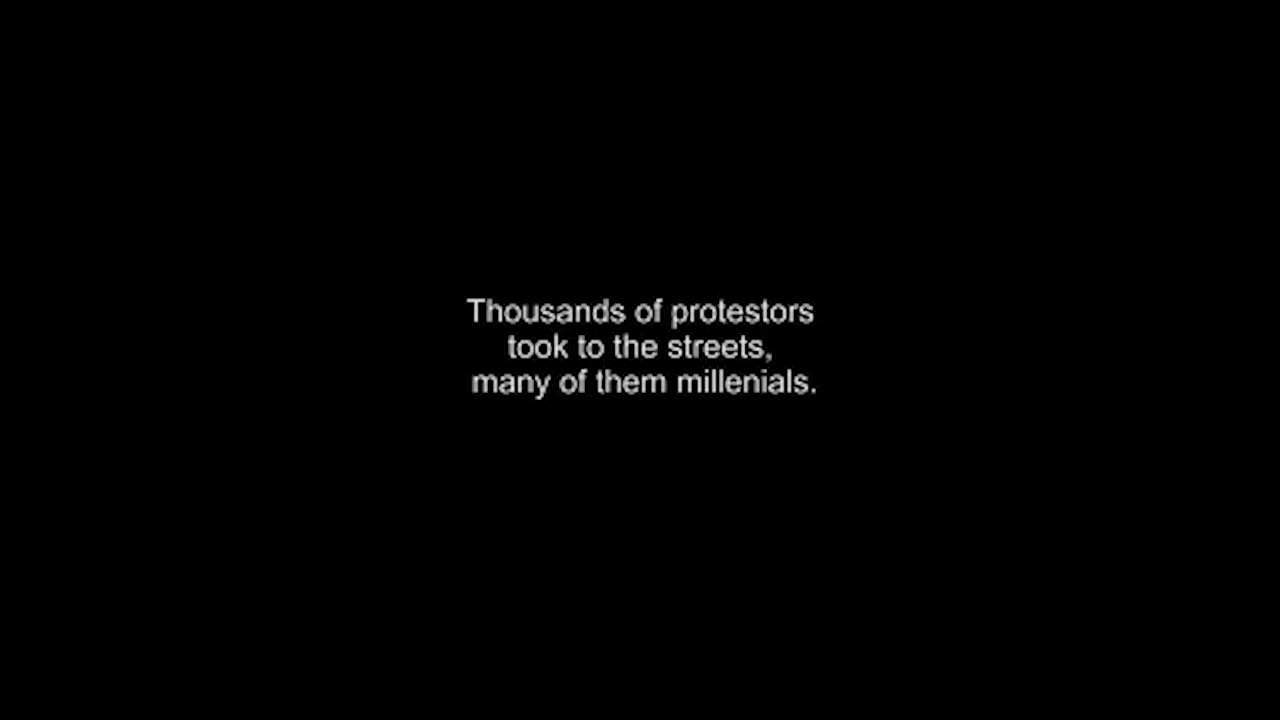 Thousands of protestors
took to the streets,
many of them millenials.